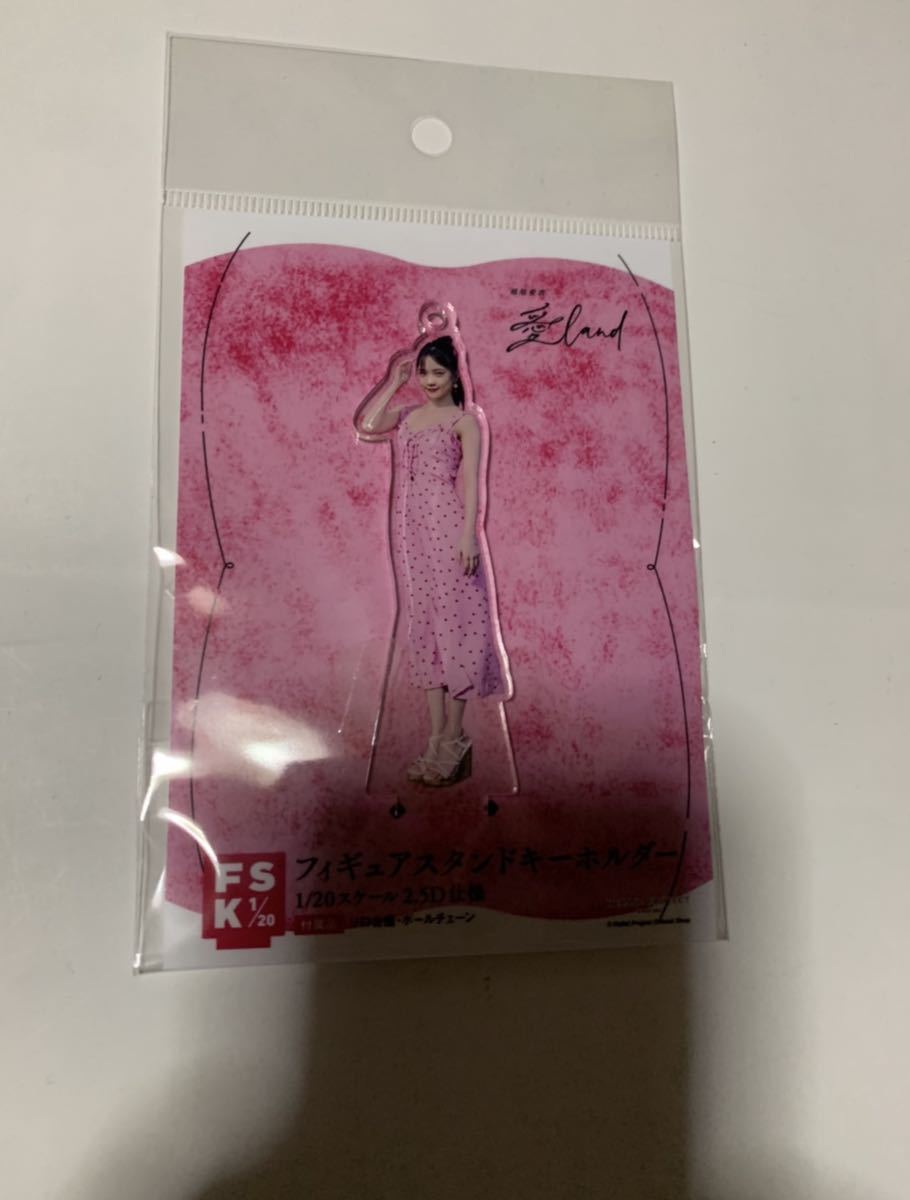 愛land
FS
K 1/20
フィギュアスタンドキーホルダー
1/20スケール 2.5D仕様
ボールチェーン